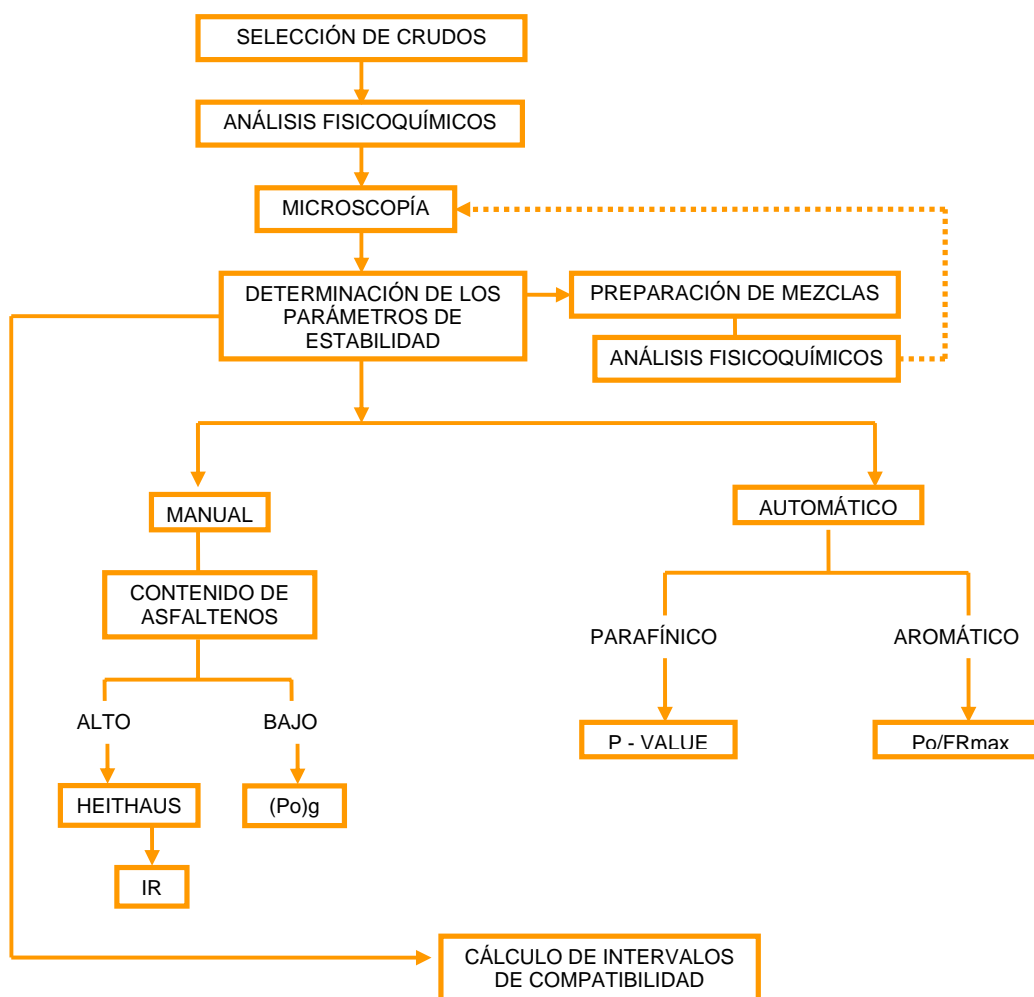 SELECCIÓN DE CRUDOS
ANÁLISIS FISICOQUÍMICOS
MICROSCOPÍA
DETERMINACIÓN DE LOS
PARÁMETROS DE
ESTABILIDAD
PREPARACIÓN DE MEZCLAS
ANÁLISIS FISICOQUÍMICOS
MANUAL
AUTOMÁTICO
CONTENIDO DE
ASFALTENOS
PARAFÍNICO
AROMÁTICO
ALTO
BAJO
P - VALUE
Po/FRmax
HEITHAUS
(Po)g
IR
CÁLCULO DE INTERVALOS
DE COMPATIBILIDAD